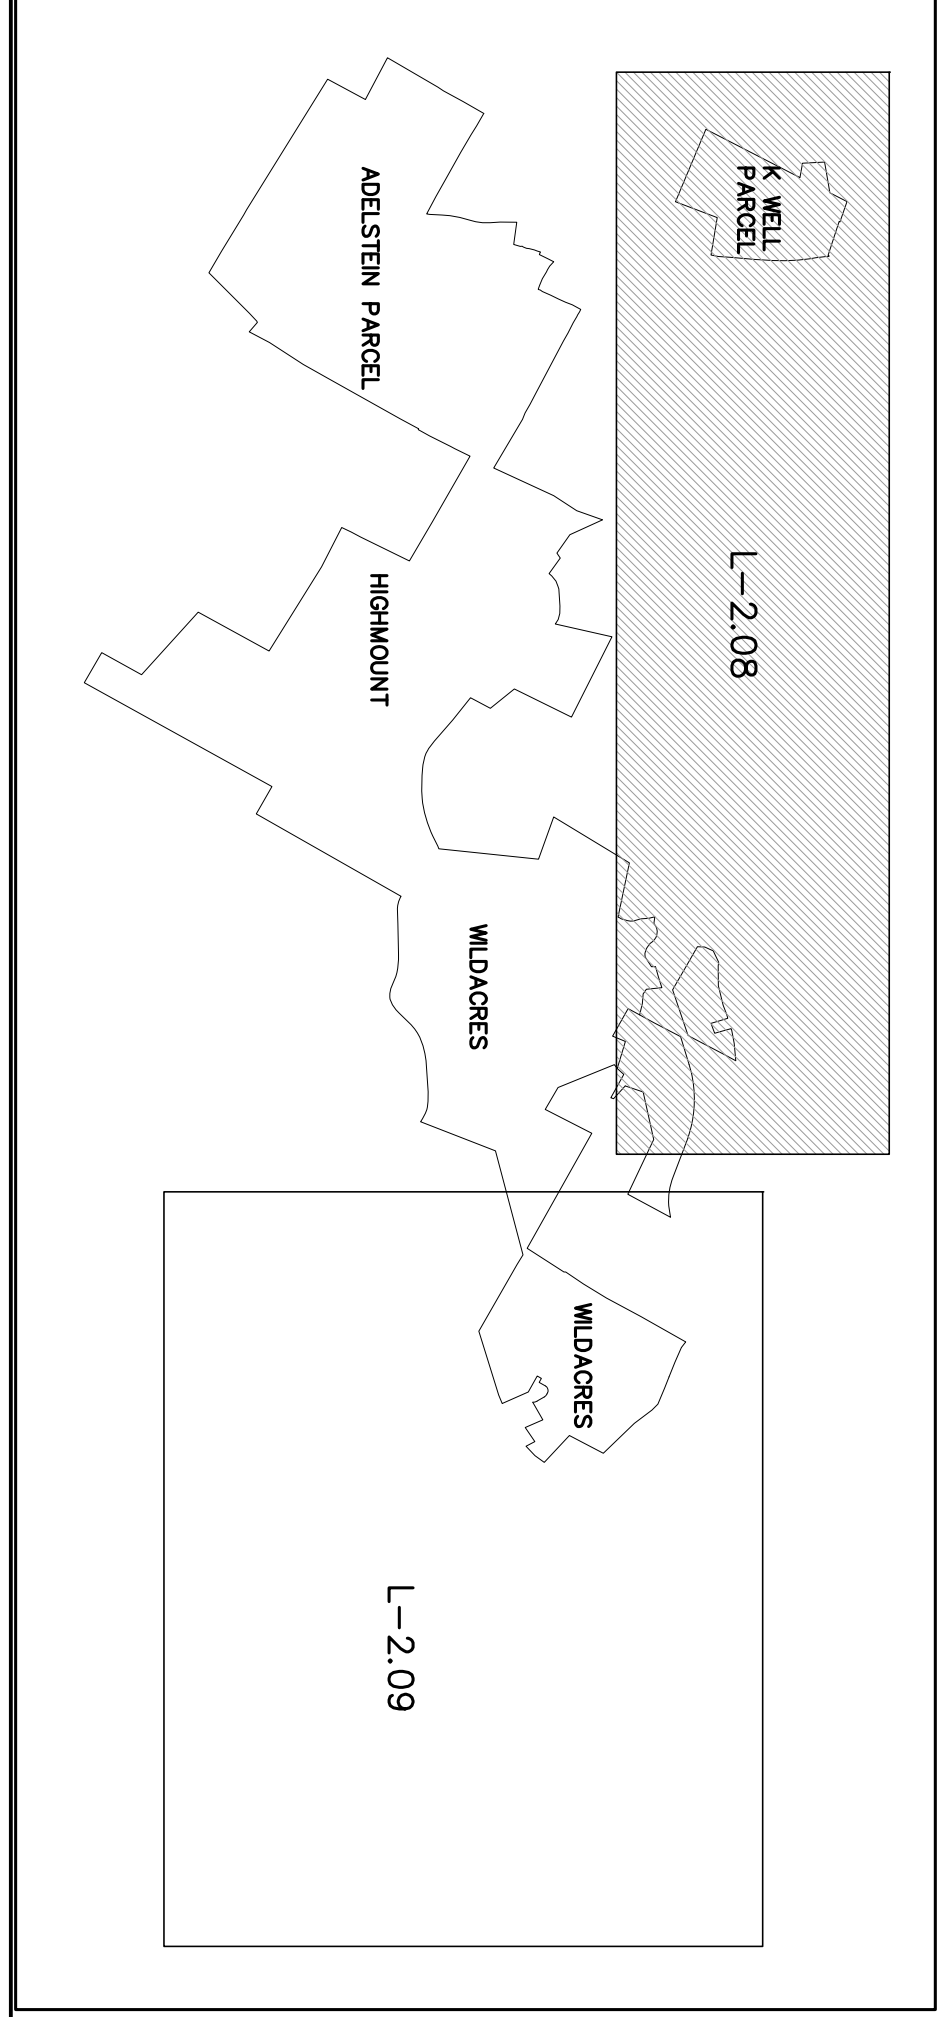 K WELL
PARCEL
L-2.08
ADELSTEIN PARCEL
HIGHMOUNT
WILDACRES
WILDACRES
L-2.09